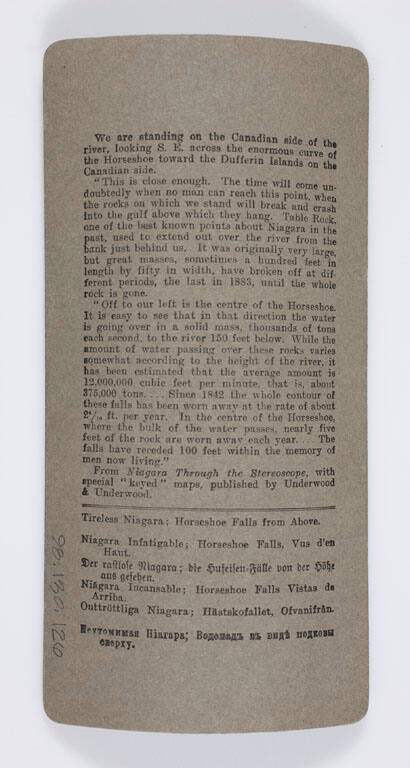 We are standing on the Canadian side of the
river, looking S. E. across the enormous curve of
the Horseshoe toward the Dufferin Islands on the
Canadian side.
"This is close enough. The time will come un-
doubtedly when no man can reach this point, when
the rocks on which we stand will break and crash
into the gulf above which they hang. Table Rock,
one of the best known points about Niagara in the
past, used to extend out over the river from the
bank just behind us. It was originally very large,
but great masses, sometimes a hundred feet in
length by fifty in width, have broken off at dif-
ferent periods, the last in 1883, until the whole
rock is gone.
"Off to our left is the centre of the Horseshoe.
It is easy to see that in that direction the water
is going over in a solid mass, thousands of tons
each second, to the river 150 feet below. While the
amount of water passing over these rocks varies
somewhat according to the height of the river, it
has been estimated that the average amount is
12,000,000 cubic feet per minute, that is, about
375,000 tons. ... Since 1842 the whole contour of
these falls has been worn away at the rate of about
ft. per year. In the centre of the Horseshoe,
where the bulk of the water passes, nearly five
feet of the rock are worn away each year. ... The
falls have receded 100 feet within the memory of
men now living."
From Niagara Through the Stereoscope, with
special "keyed" maps, published by Underwood
& Underwood.
Tireless Niagara; Horseshoe Falls from Above.
Niagara Infatigable; Horseshoe Falls, Vus d'en
Haut.
Der rastlose Niagara; die Hufeisen-Fälle von der Höhe
aus gesehen.
Niágara Incansable; Horseshoe Falls Vistas de
Arriba.
Outtröttliga Niagara; Hästskofallet, Ofvanifrån.
Неутомимая Ніагара; Водопадъ въ видѣ подковы
сверху.
90.180.126